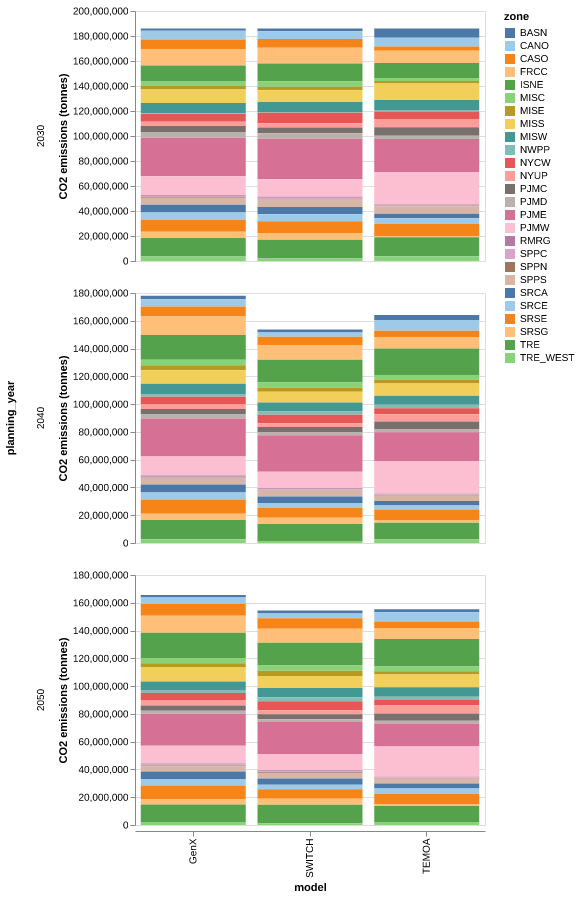 zone
BASN
CANO
CASO
FRCC
ISNE
MISC
MISE
MISS
MISW
NWPP
NYCW
NYUP
PJMC
PJMD
PJME
PJMW
RMRG
SPPC
SPPN
SPPS
SRCA
SRCE
SRSE
SRSG
TRE
TRE_WEST
planning_year
2030
CO2 emissions (tonnes)
200,000,000
180,000,000
160,000,000
140,000,000
120,000,000
100,000,000
80,000,000
60,000,000
40,000,000
20,000,000
0
2040
CO2 emissions (tonnes)
180,000,000
160,000,000
140,000,000
120,000,000
100,000,000
80,000,000
60,000,000
40,000,000
20,000,000
0
2050
CO2 emissions (tonnes)
180,000,000
160,000,000
140,000,000
120,000,000
100,000,000
80,000,000
60,000,000
40,000,000
20,000,000
0
GenX
SWITCH
TEMOA
model